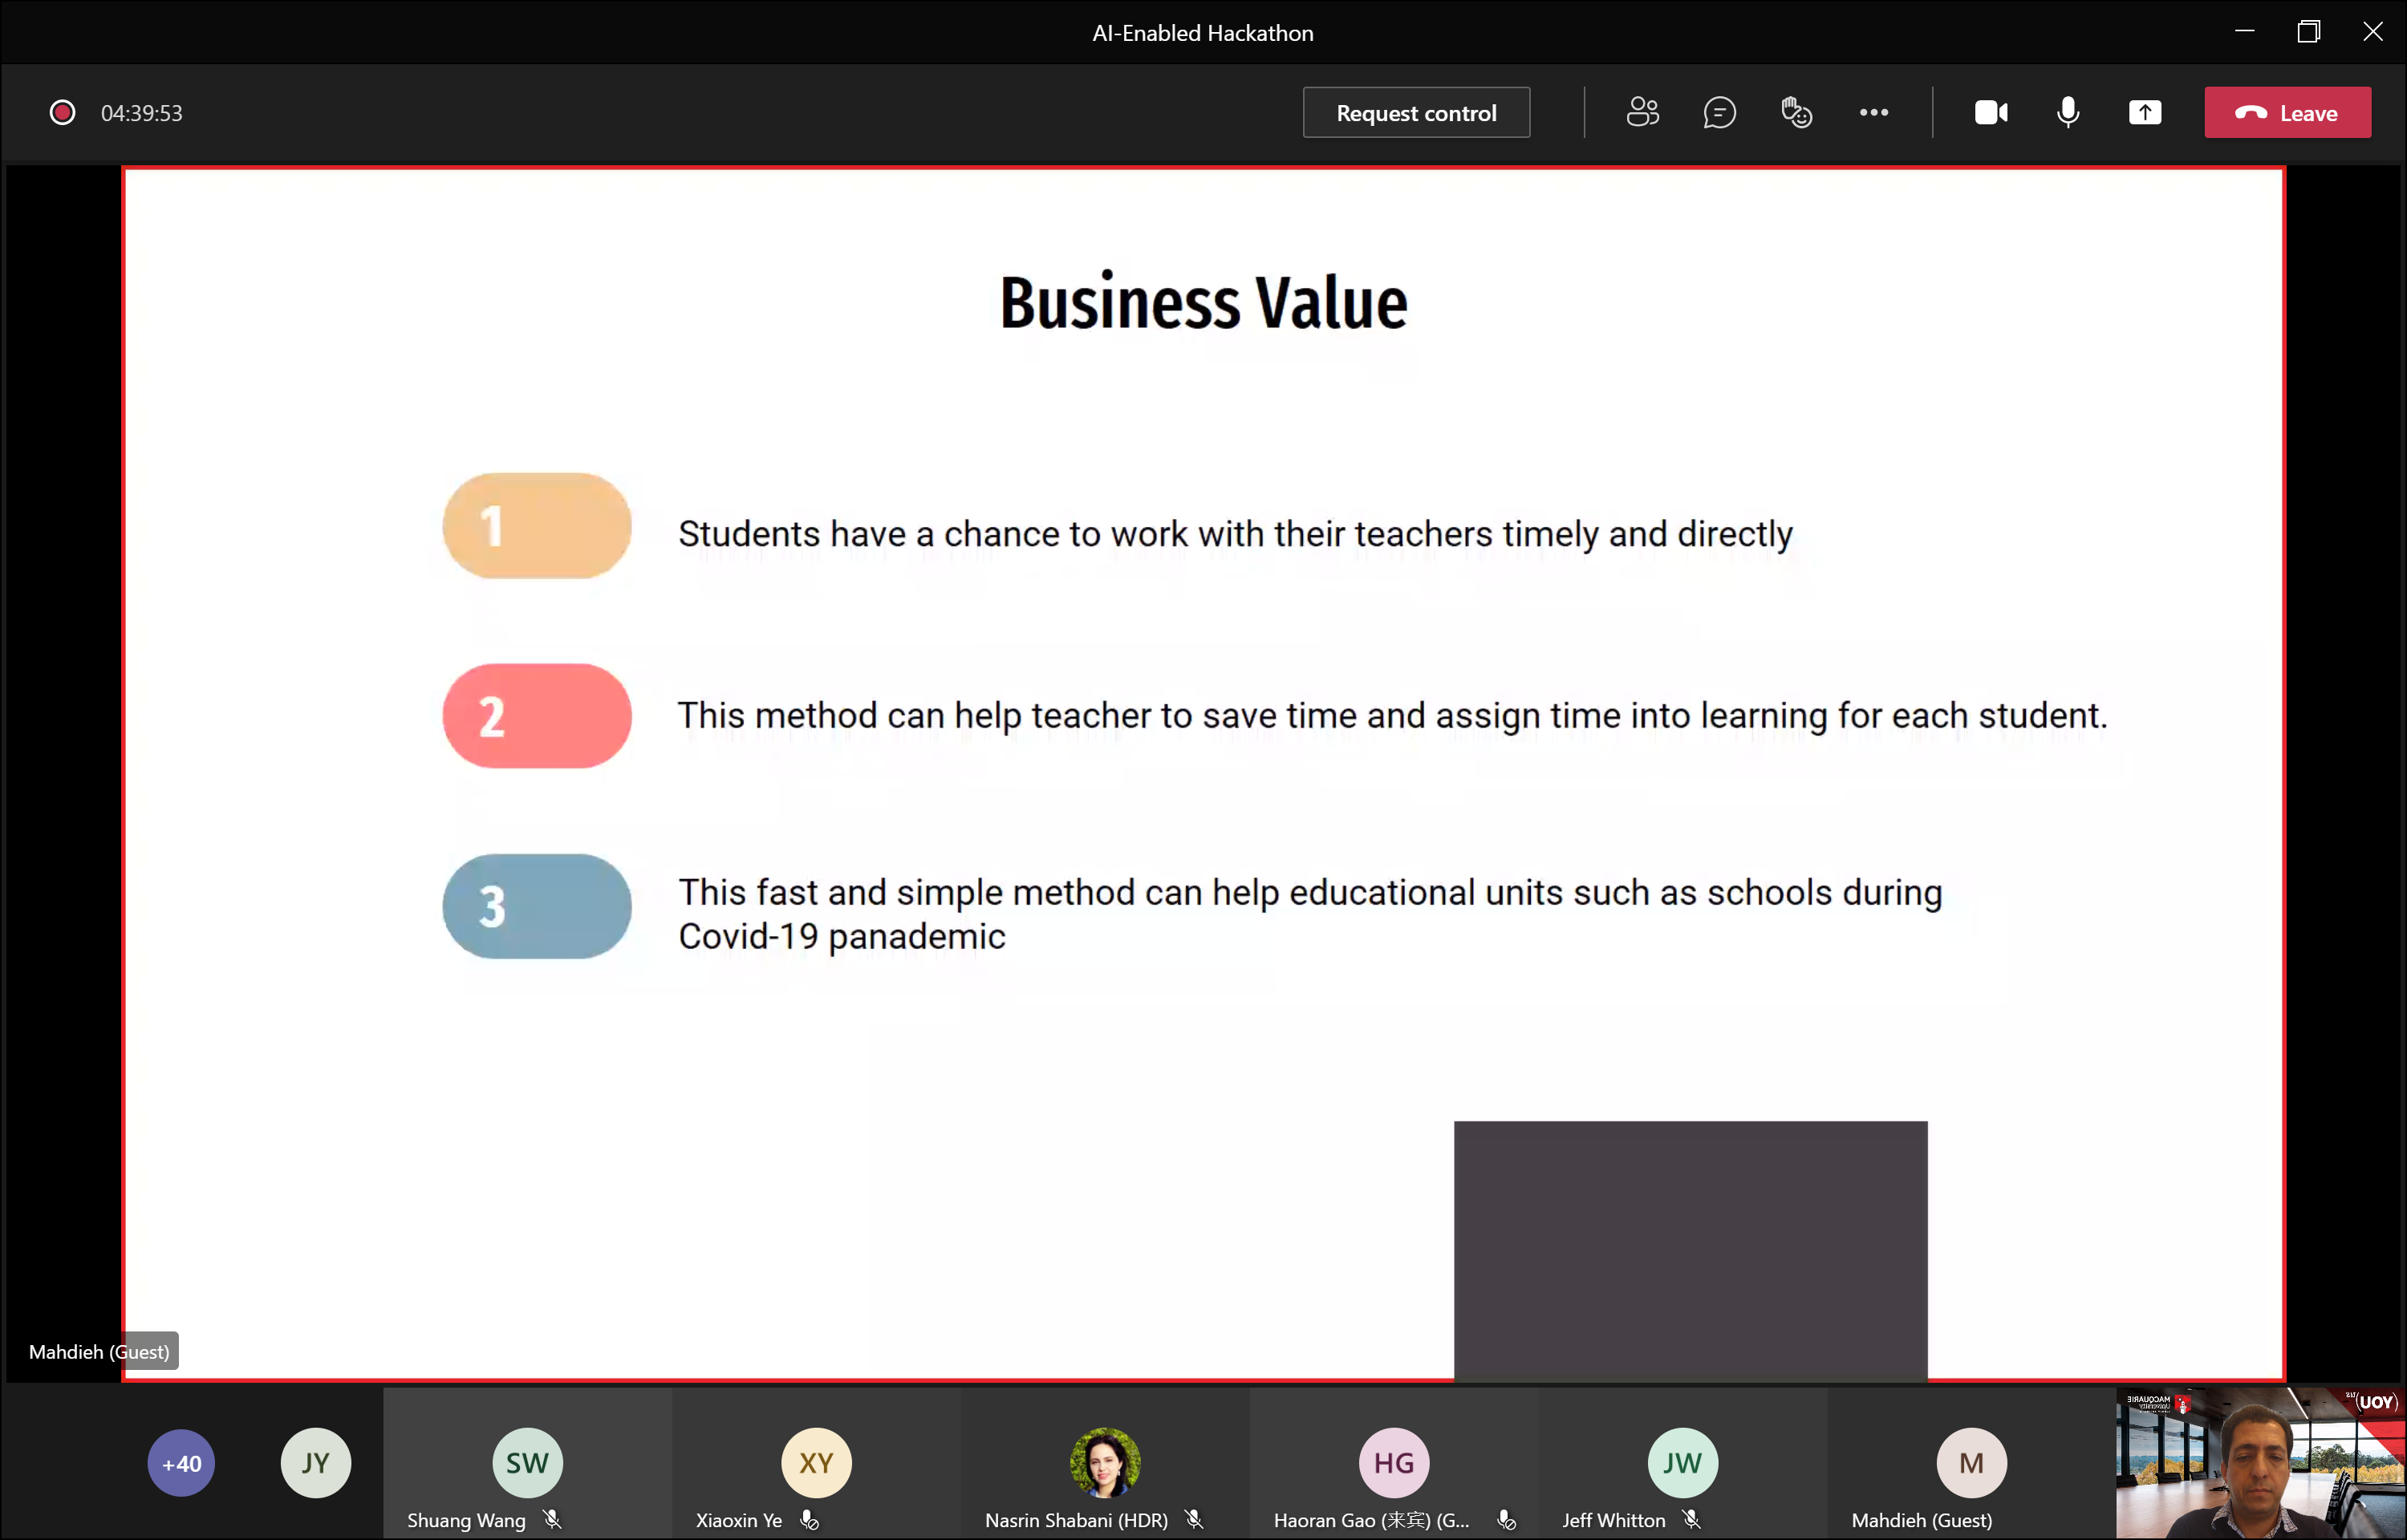 AI-Enabled Hackathon
04:39:53
Request control
Leave
Business Value
1
Students have a chance to work with their teachers timely and directly
2
This method can help teacher to save time and assign time into learning for each student.
3
This fast and simple method can help educational units such as schools during
Covid-19 panademic
Mahdieh (Guest)
+40
JY
SW
Shuang Wang
XY
Xiaoxin Ye
Nasrin Shabani (HDR)
HG
Haoran Gao (来宾) (G...
JW
Jeff Whitton
M
Mahdieh (Guest)
MACQUARIE
University
YOU